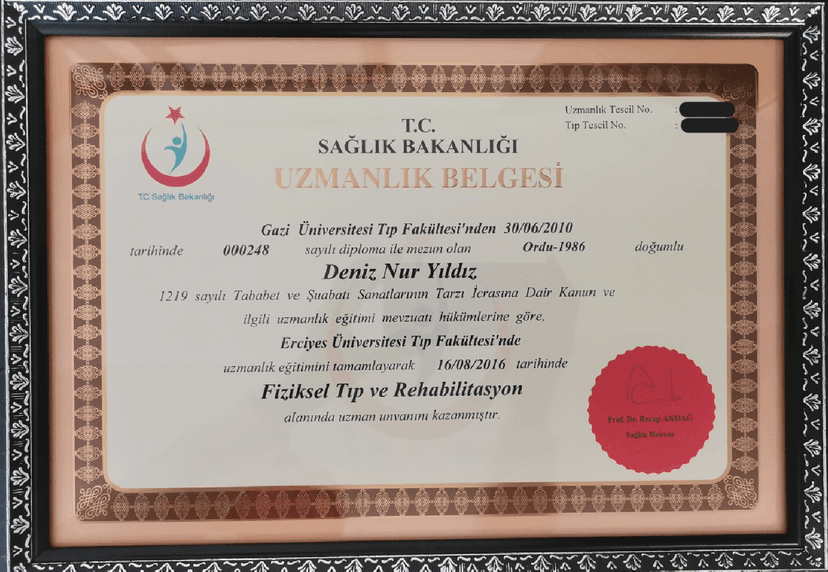 Uzmanlık Tescil No. :
Tıp Tescil No. :
T.C.
SAĞLIK BAKANLIĞI
UZMANLIK BELGESİ
T.C. Sağlık Bakanlığı
Gazi Üniversitesi Tıp Fakültesi'nden 30/06/2010
tarihinde 000248 sayılı diploma ile mezun olan Ordu-1986 doğumlu
Deniz Nur Yıldız
1219 sayılı Tababet ve Şuabatı Sanatlarının Tarzı İcrasına Dair Kanun ve
ilgili uzmanlık eğitimi mevzuatı hükümlerine göre,
Erciyes Üniversitesi Tıp Fakültesi'nde
uzmanlık eğitimini tamamlayarak 16/08/2016 tarihinde
Fiziksel Tıp ve Rehabilitasyon
alanında uzman unvanını kazanmıştır.
Prof. Dr. Recep AKDAĞ
Sağlık Bakanı